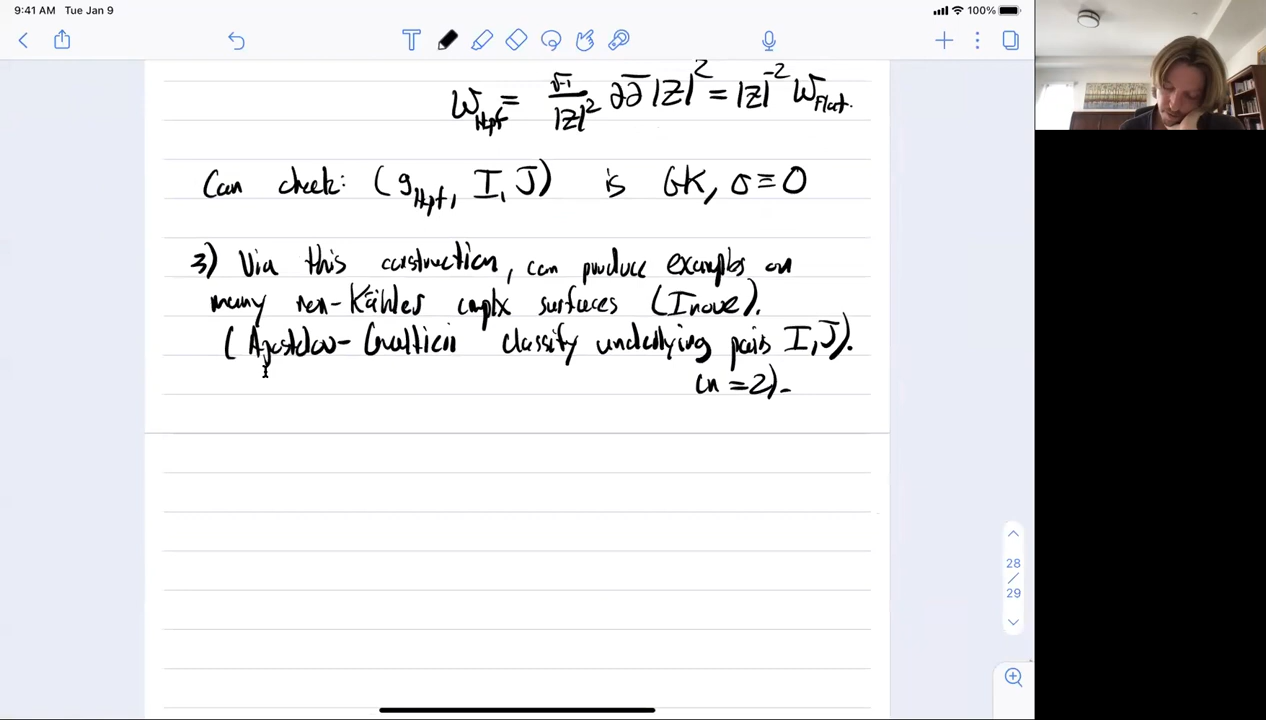 9:41 AM Tue Jan 9
100%
T
ω_Hpf = √-1/|z|² ∂∂̄ |z|² = |z|⁻² ω_Flat.
Can check: (g_Hpf, I, J) is GK, σ ≡ 0
3) Via this construction, can produce examples on
many non-Kähler cmplx surfaces (Inoue).
(Apostolov-Gualtieri classify underlying pairs I, J).
(n=2).
28
/
29